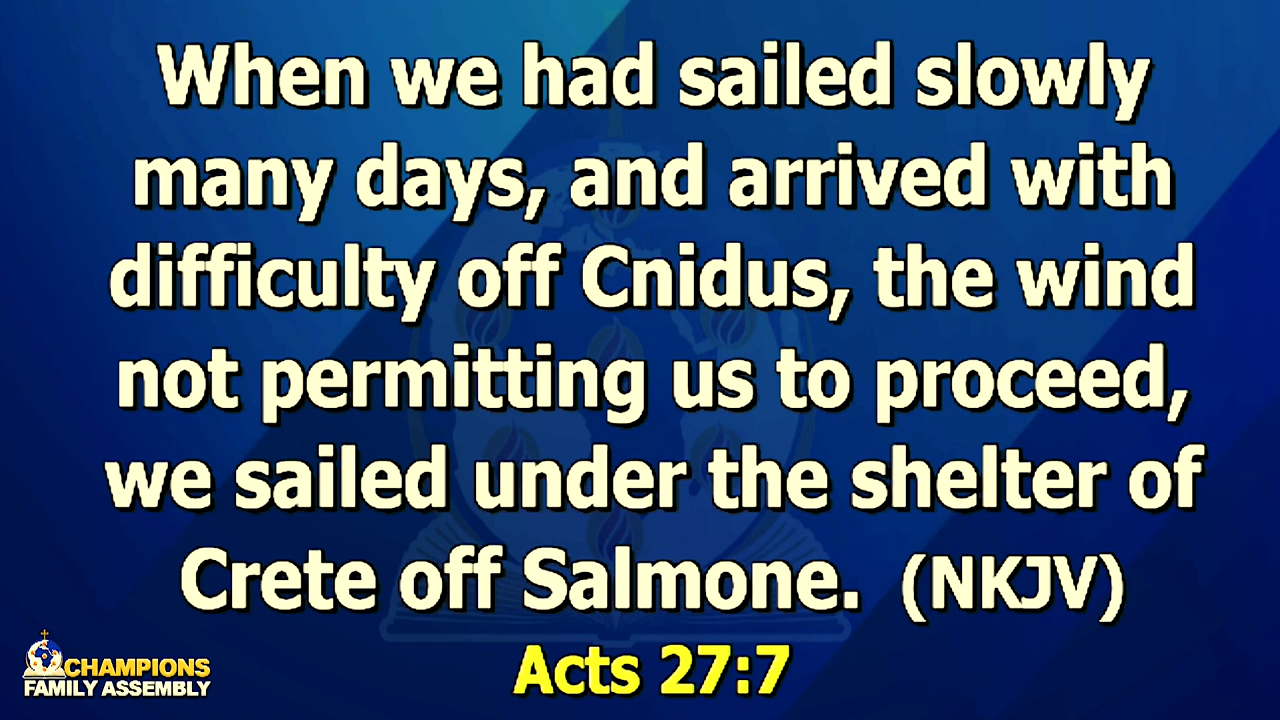 When we had sailed slowly
many days, and arrived with
difficulty off Cnidus, the wind
not permitting us to proceed,
we sailed under the shelter of
Crete off Salmone. (NKJV)
Acts 27:7
CHAMPIONS
FAMILY ASSEMBLY